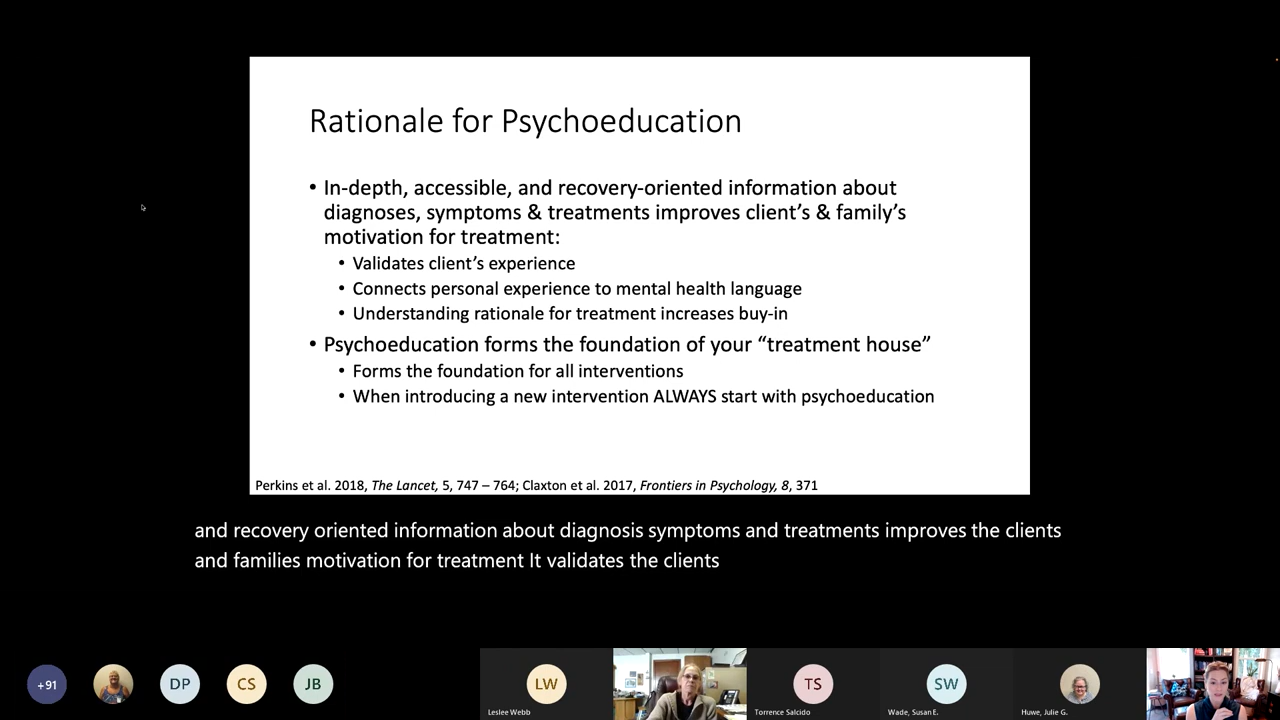 Rationale for Psychoeducation
• In-depth, accessible, and recovery-oriented information about
diagnoses, symptoms & treatments improves client's & family's
motivation for treatment:
• Validates client's experience
• Connects personal experience to mental health language
• Understanding rationale for treatment increases buy-in
• Psychoeducation forms the foundation of your “treatment house”
• Forms the foundation for all interventions
• When introducing a new intervention ALWAYS start with psychoeducation
Perkins et al. 2018, The Lancet, 5, 747 – 764; Claxton et al. 2017, Frontiers in Psychology, 8, 371
and recovery oriented information about diagnosis symptoms and treatments improves the clients
and families motivation for treatment It validates the clients
+91 DP CS JB LW TS SW
Leslee Webb Torrence Salcido Wade, Susan E. Huwe, Julie G.